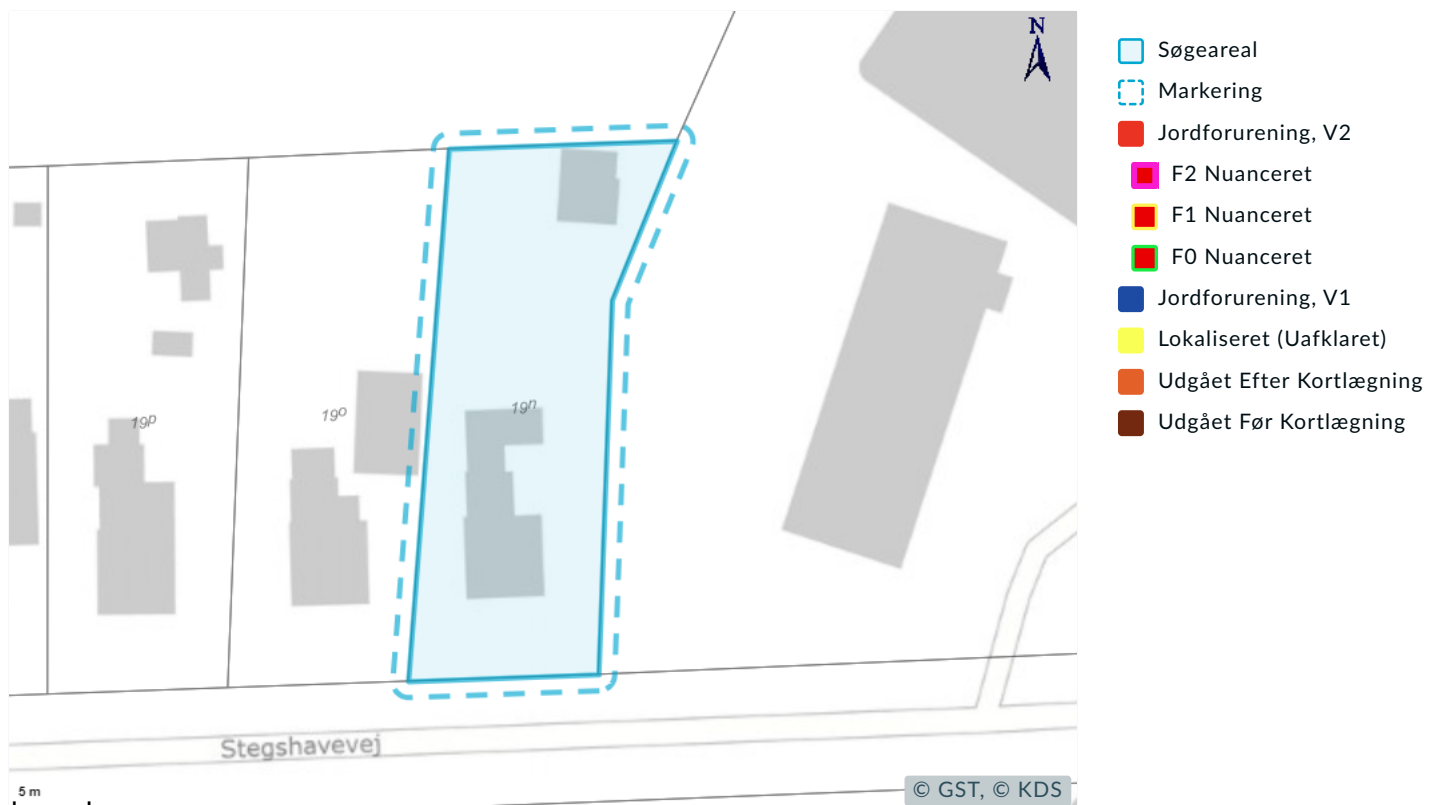 N
19p
19o
19n
Stegshavevej
5 m
© GST, © KDS
Søgeareal
Markering
Jordforurening, V2
F2 Nuanceret
F1 Nuanceret
F0 Nuanceret
Jordforurening, V1
Lokaliseret (Uafklaret)
Udgået Efter Kortlægning
Udgået Før Kortlægning